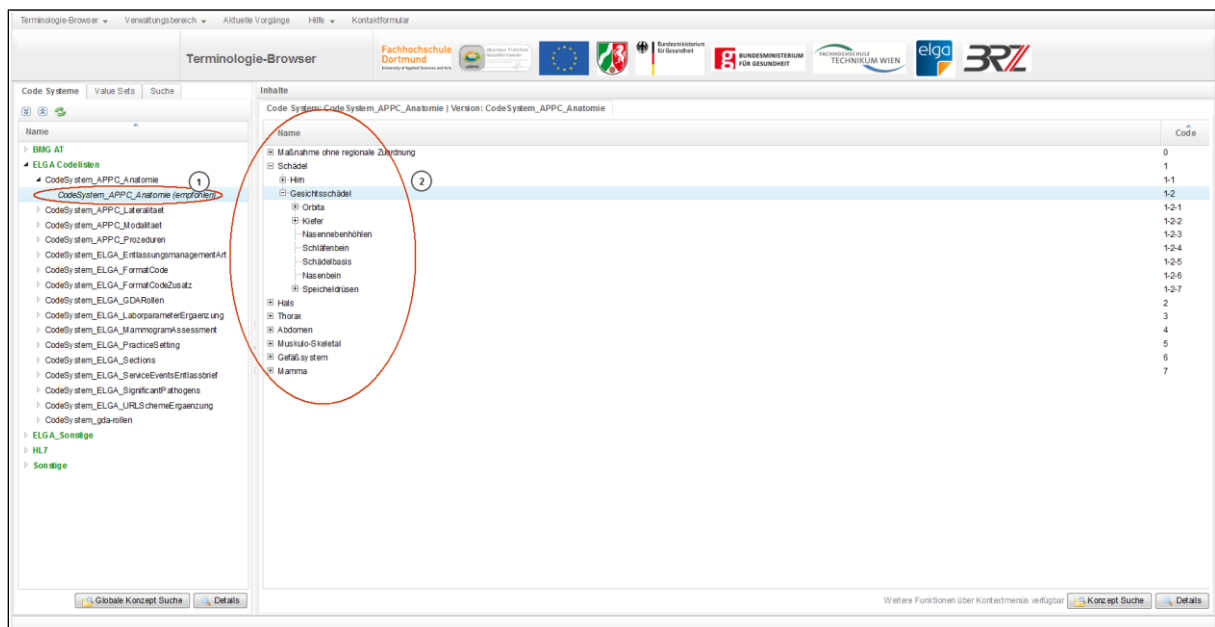 Terminologie-Browser Verwaltungsbereich Aktuelle Vorgänge Hilfe Kontaktformular
Terminologie-Browser
Fachhochschule
Dortmund
University of Applied Sciences and Arts
Bundesministerium
für Gesundheit
BUNDESMINISTERIUM
FÜR GESUNDHEIT
FACHHOCHSCHULE
TECHNIKUM WIEN
elga
BRZ
Code Systeme Value Sets Suche
Name
BMG AT
ELGA Codelisten
CodeSystem_APPC_Anatomie
1
CodeSystem_APPC_Anatomie (empfohlen)
CodeSystem_APPC_Lateralitaet
CodeSystem_APPC_Modalitaet
CodeSystem_APPC_Prozeduren
CodeSystem_ELGA_EntlassungsmanagementArt
CodeSystem_ELGA_FormatCode
CodeSystem_ELGA_FormatCodeZusatz
CodeSystem_ELGA_GDARollen
CodeSystem_ELGA_LaborparameterErgaenzung
CodeSystem_ELGA_MammogramAssessment
CodeSystem_ELGA_PracticeSetting
CodeSystem_ELGA_Sections
CodeSystem_ELGA_ServiceEventsEntlassbrief
CodeSystem_ELGA_SignificantPathogens
CodeSystem_ELGA_URLSchemeErgaenzung
CodeSystem_gda-rollen
ELGA_Sonstige
HL7
Sonstige
Globale Konzept Suche Details
Inhalte
Code System: CodeSystem_APPC_Anatomie | Version: CodeSystem_APPC_Anatomie
Name Code
Maßnahme ohne regionale Zuordnung 0
Schädel 1
Hirn 1-1
2
Gesichtsschädel 1-2
Orbita 1-2-1
Kiefer 1-2-2
Nasennebenhöhlen 1-2-3
Schläfenbein 1-2-4
Schädelbasis 1-2-5
Nasenbein 1-2-6
Speicheldrüsen 1-2-7
Hals 2
Thorax 3
Abdomen 4
Muskulo-Skeletal 5
Gefäßsystem 6
Mamma 7
Weitere Funktionen über Kontextmenüs verfügbar Konzept Suche Details